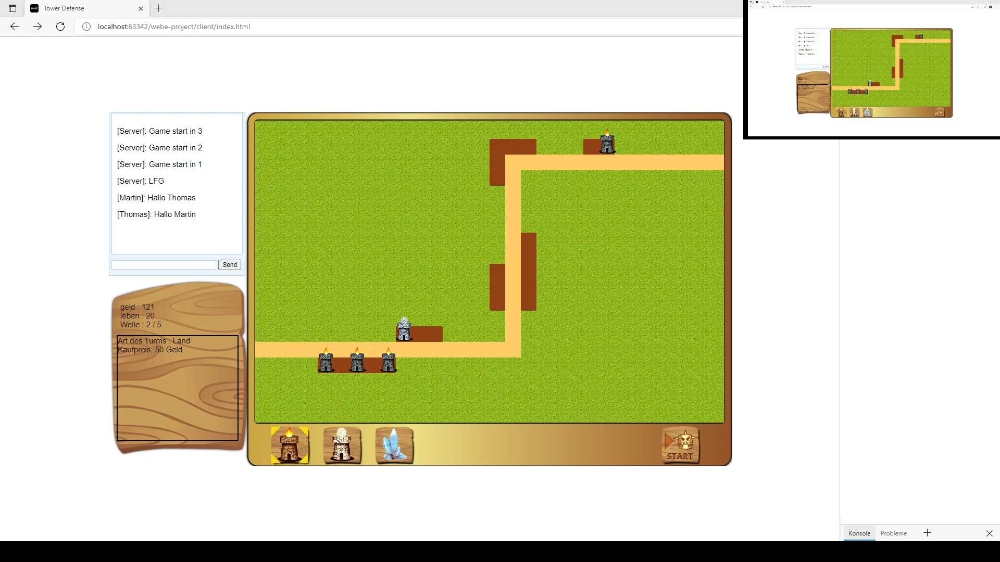 Tower Defense
localhost:63342/webe-project/client/index.html
[Server]: Game start in 3
[Server]: Game start in 2
[Server]: Game start in 1
[Server]: LFG
[Martin]: Hallo Thomas
[Thomas]: Hallo Martin
Send
geld : 121
leben : 20
Welle : 2 / 5
Art des Turms : Land
Kaufpreis: 50 Geld
START
Konsole
Probleme